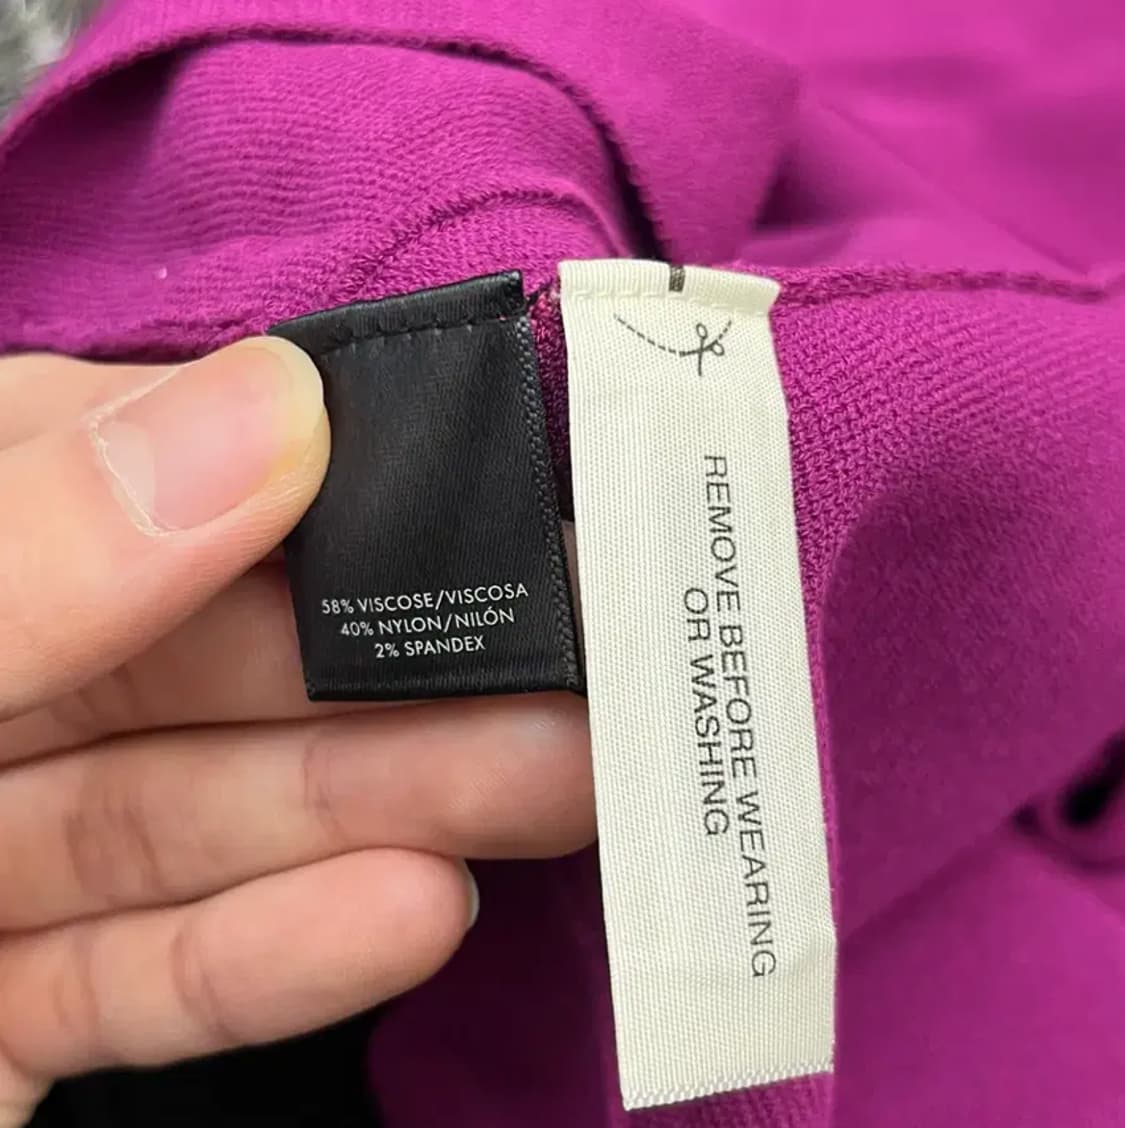 58% VISCOSE/VISCOSA
40% NYLON/NILÓN
2% SPANDEX
REMOVE BEFORE WEARING
OR WASHING